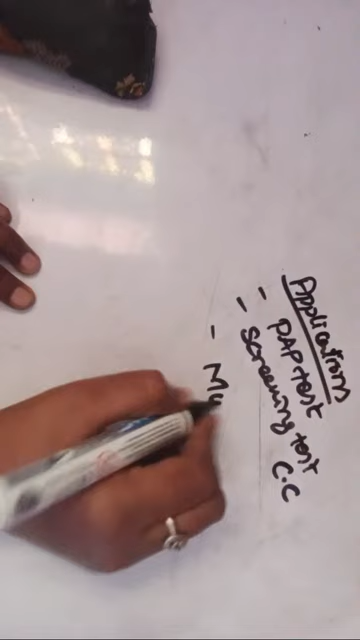 Applications
- PAP test
- Screening test C.C
- Mu